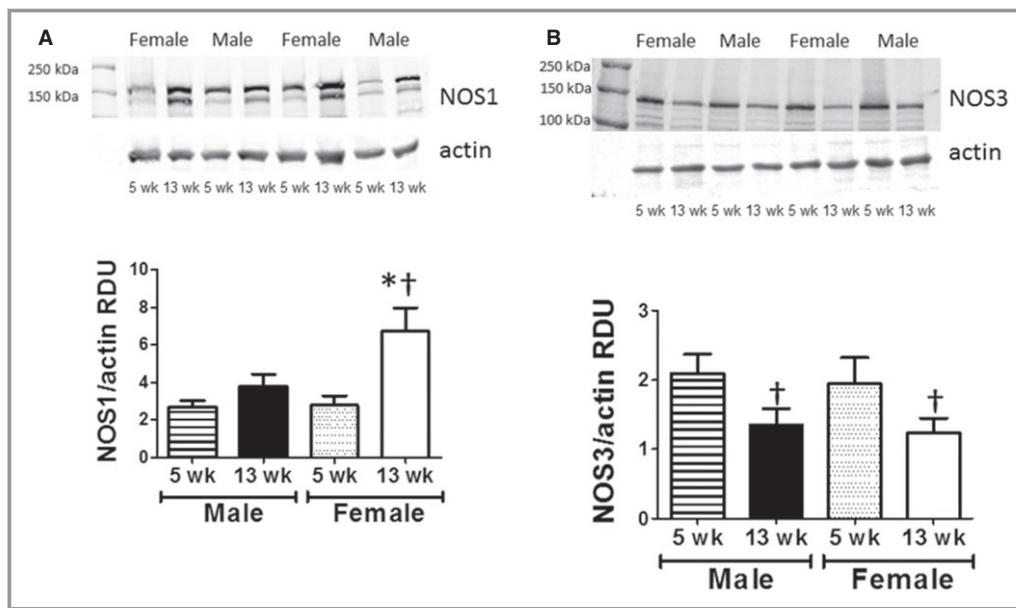 A
Female Male Female Male
250 kDa
150 kDa
NOS1
actin
5 wk 13 wk 5 wk 13 wk 5 wk 13 wk 5 wk 13 wk
10
8
6
4
2
0
NOS1/actin RDU
*†
5 wk 13 wk 5 wk 13 wk
Male Female
B
Female Male Female Male
250 kDa
150 kDa
100 kDa
NOS3
actin
5 wk 13 wk 5 wk 13 wk 5 wk 13 wk 5 wk 13 wk
3
2
1
0
NOS3/actin RDU
†
†
5 wk 13 wk 5 wk 13 wk
Male Female